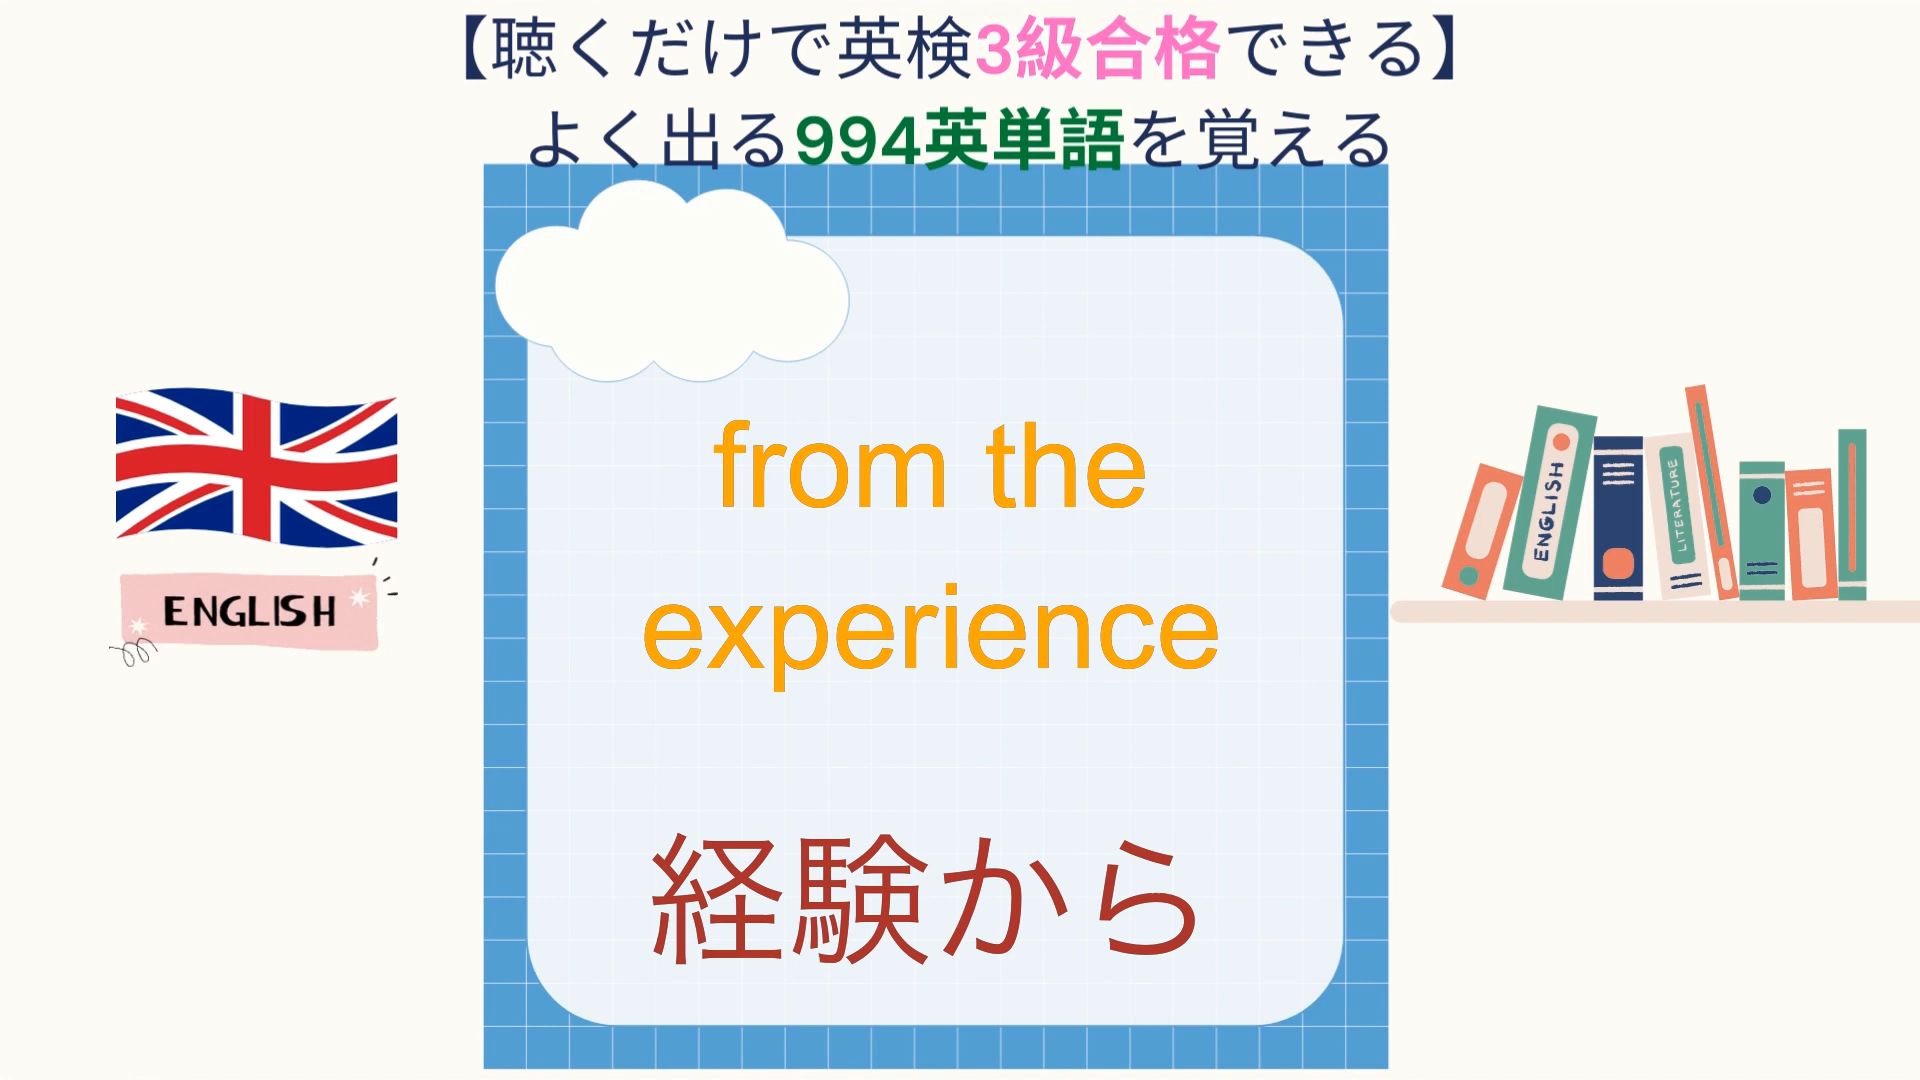 【聴くだけで英検3級合格できる】
よく出る994英単語を覚える
from the
experience
経験から
ENGLISH
ENGLISH
LITERATURE